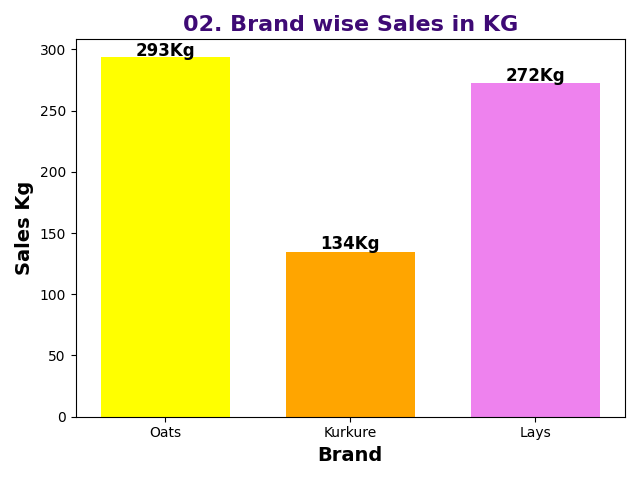 02. Brand wise Sales in KG
300
250
200
150
100
50
0
Sales Kg
293Kg
134Kg
272Kg
Oats
Kurkure
Lays
Brand